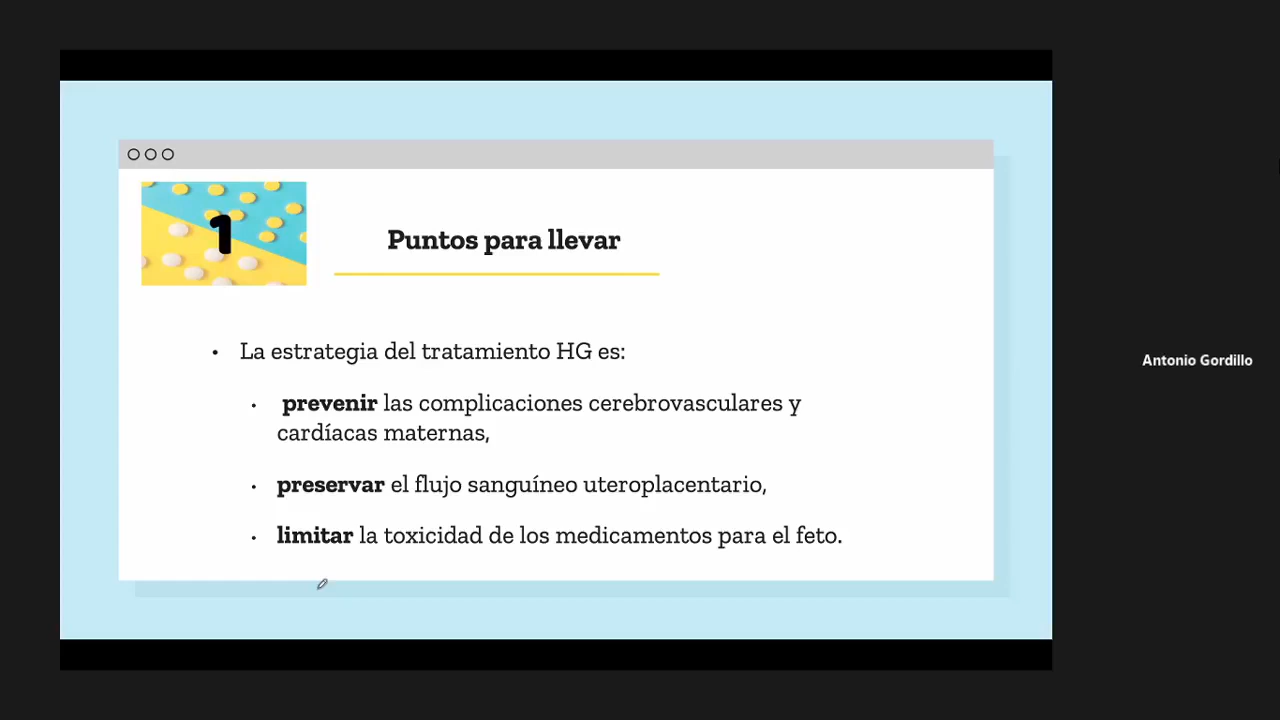 1
Puntos para llevar
• La estrategia del tratamiento HG es:
• prevenir las complicaciones cerebrovasculares y
cardíacas maternas,
• preservar el flujo sanguíneo uteroplacentario,
• limitar la toxicidad de los medicamentos para el feto.
Antonio Gordillo